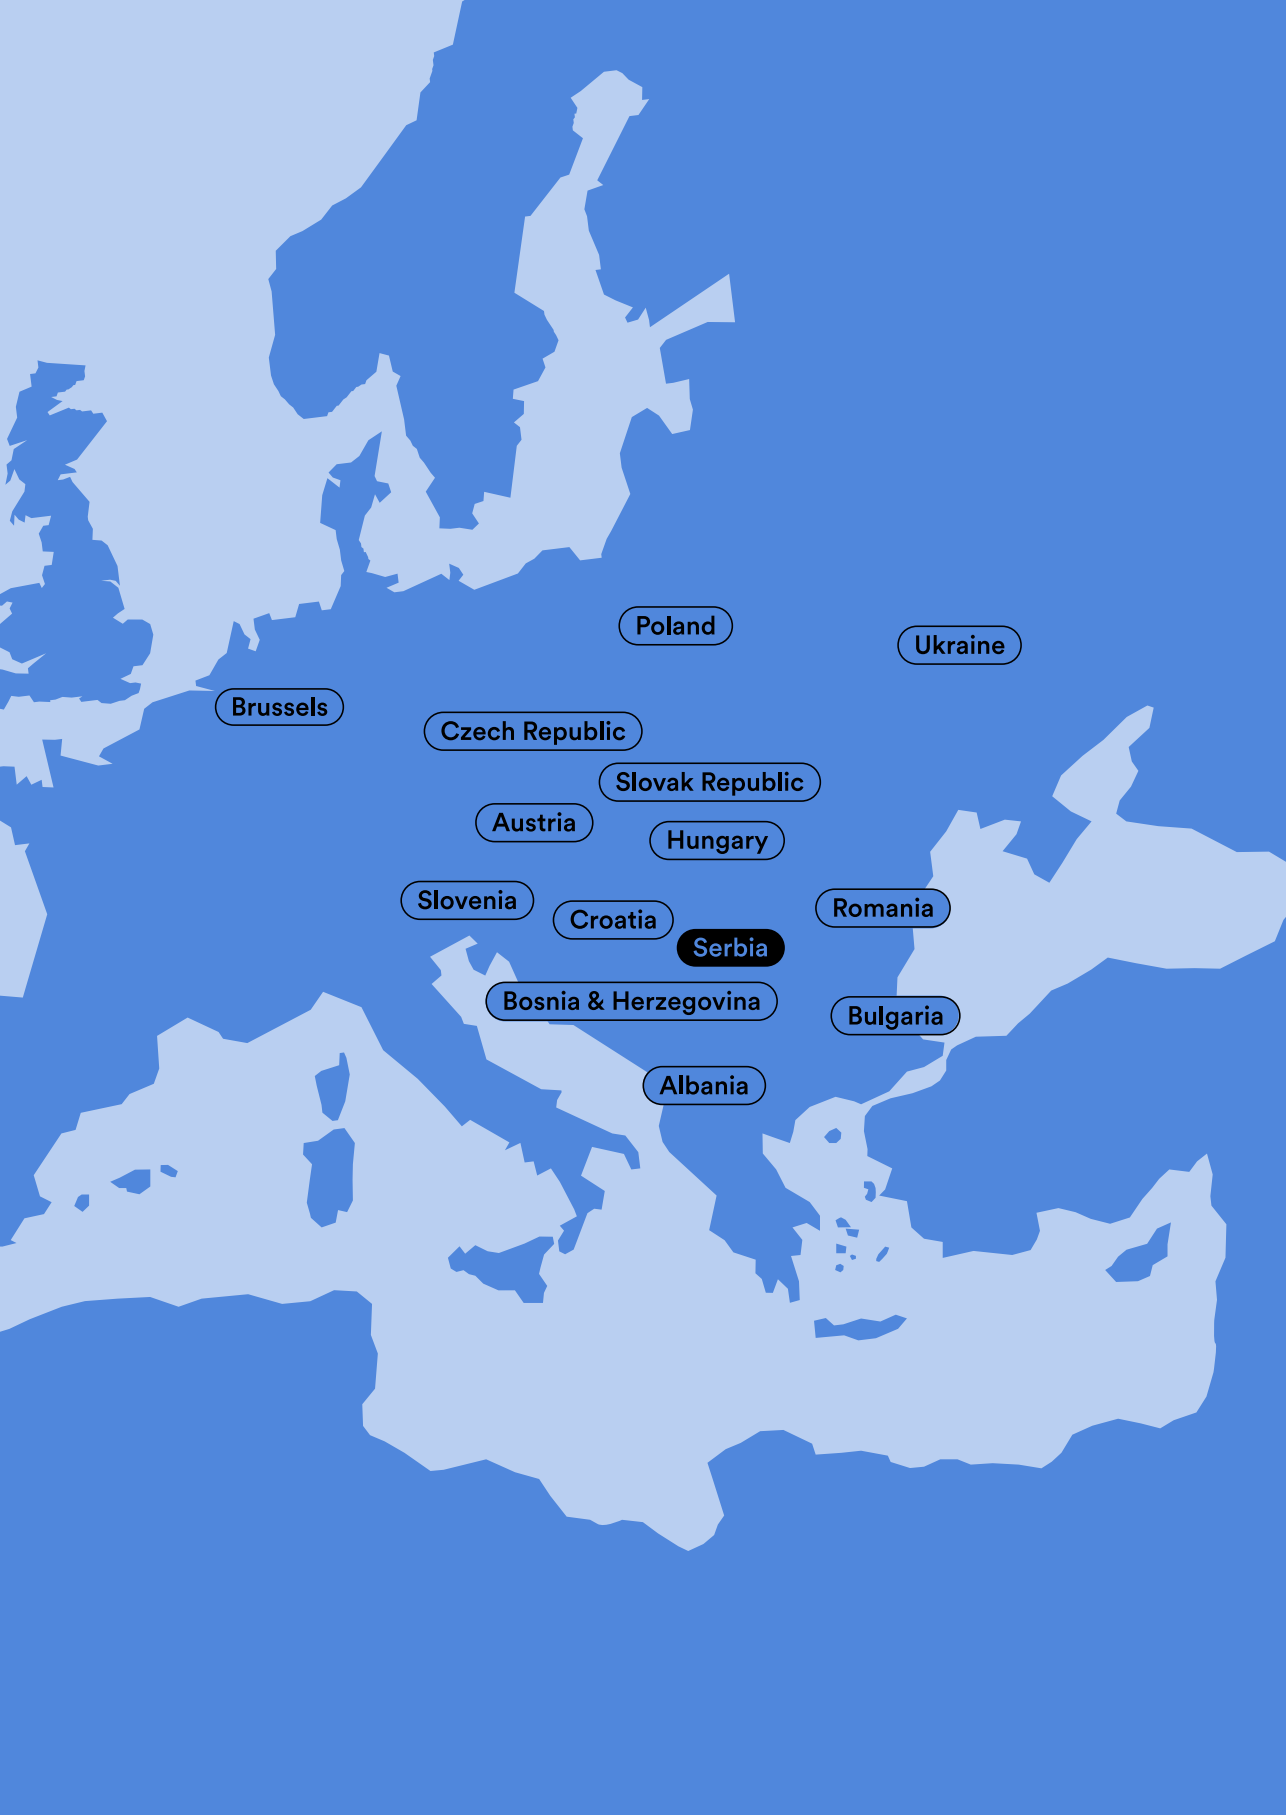 Poland
Ukraine
Brussels
Czech Republic
Slovak Republic
Austria
Hungary
Slovenia
Romania
Croatia
Serbia
Bosnia & Herzegovina
Bulgaria
Albania